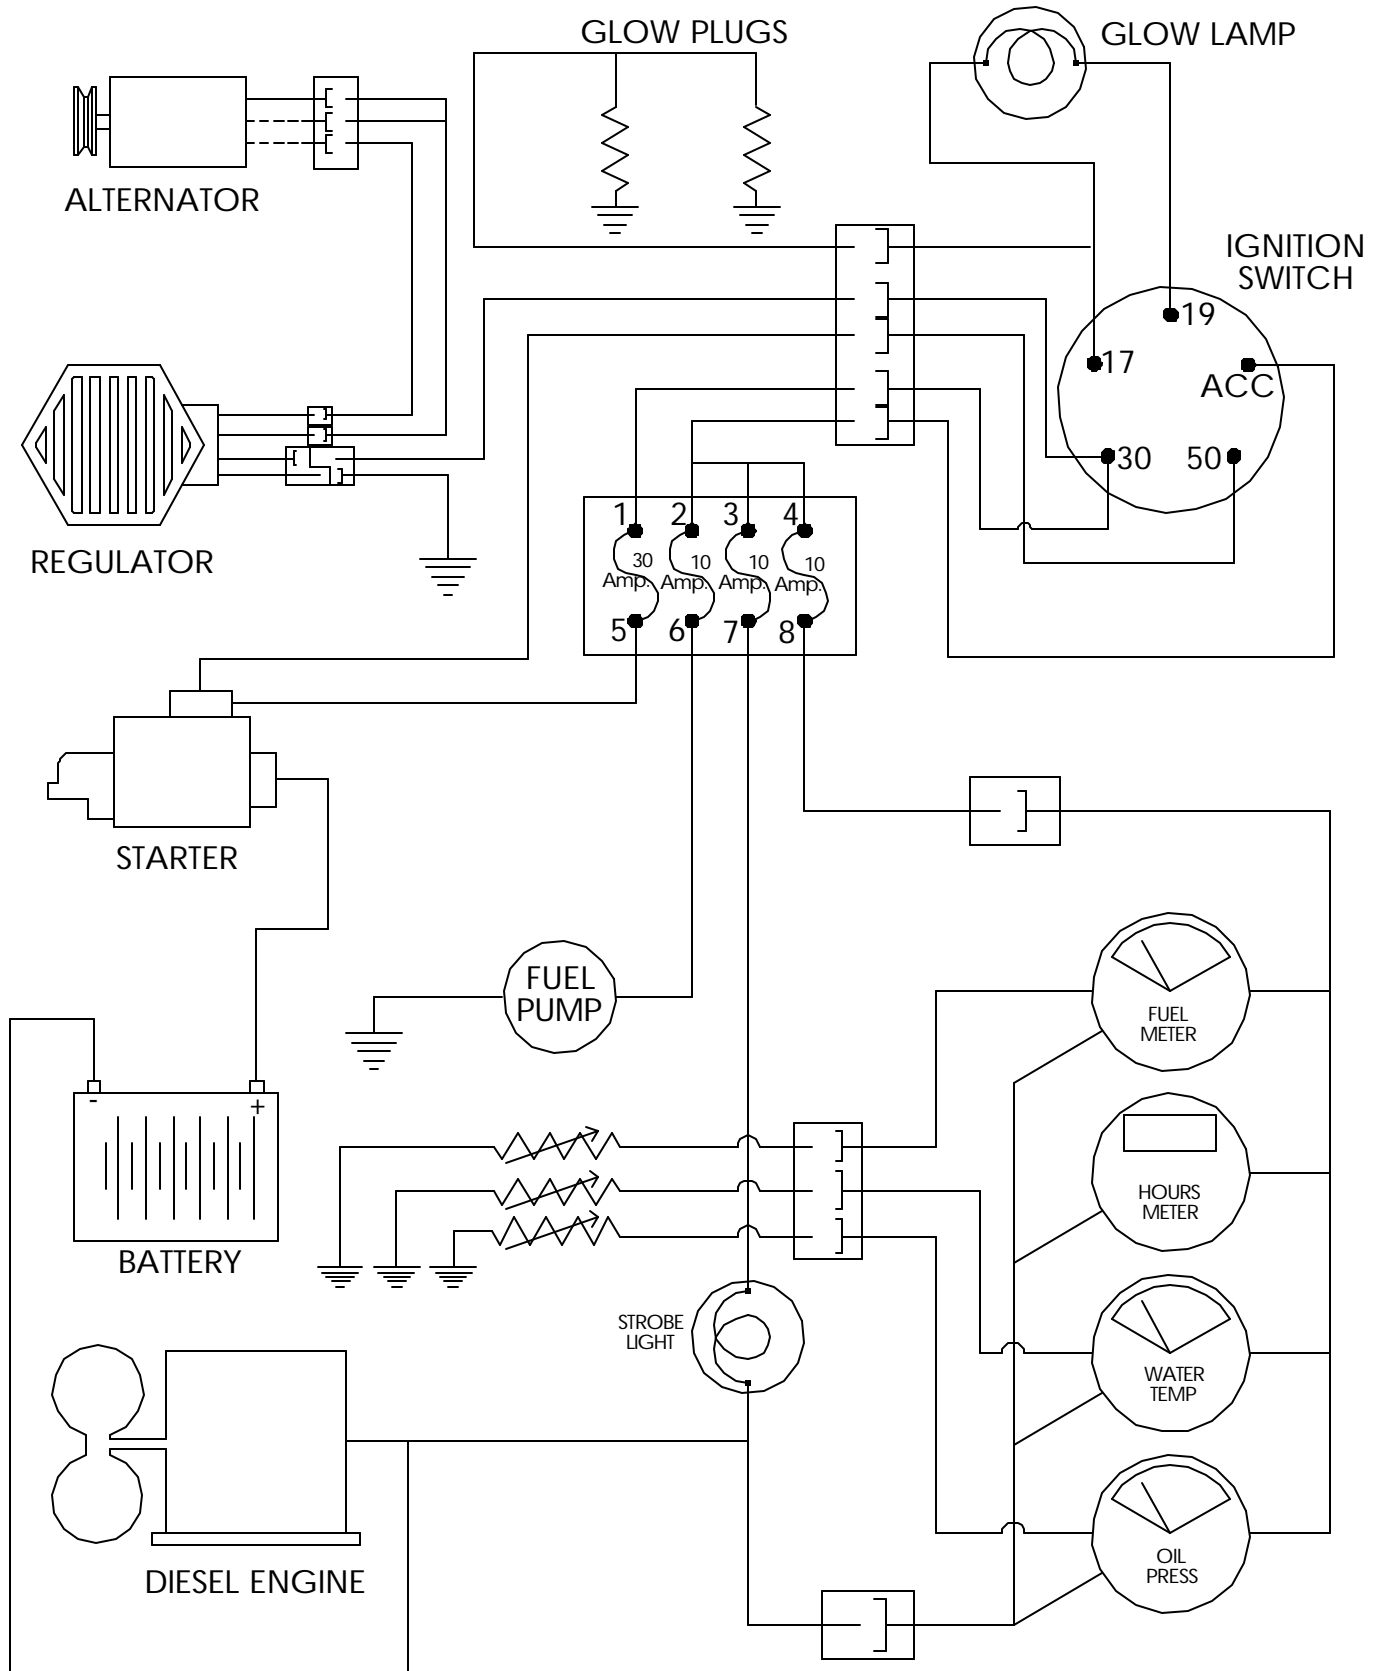 GLOW PLUGS
GLOW LAMP
ALTERNATOR
IGNITION
SWITCH
19
17
ACC
30
50
REGULATOR
1
2
3
4
30
Amp.
10
Amp.
10
Amp.
10
Amp.
5
6
7
8
STARTER
FUEL
PUMP
FUEL
METER
-
+
BATTERY
HOURS
METER
STROBE
LIGHT
WATER
TEMP
OIL
PRESS
DIESEL ENGINE